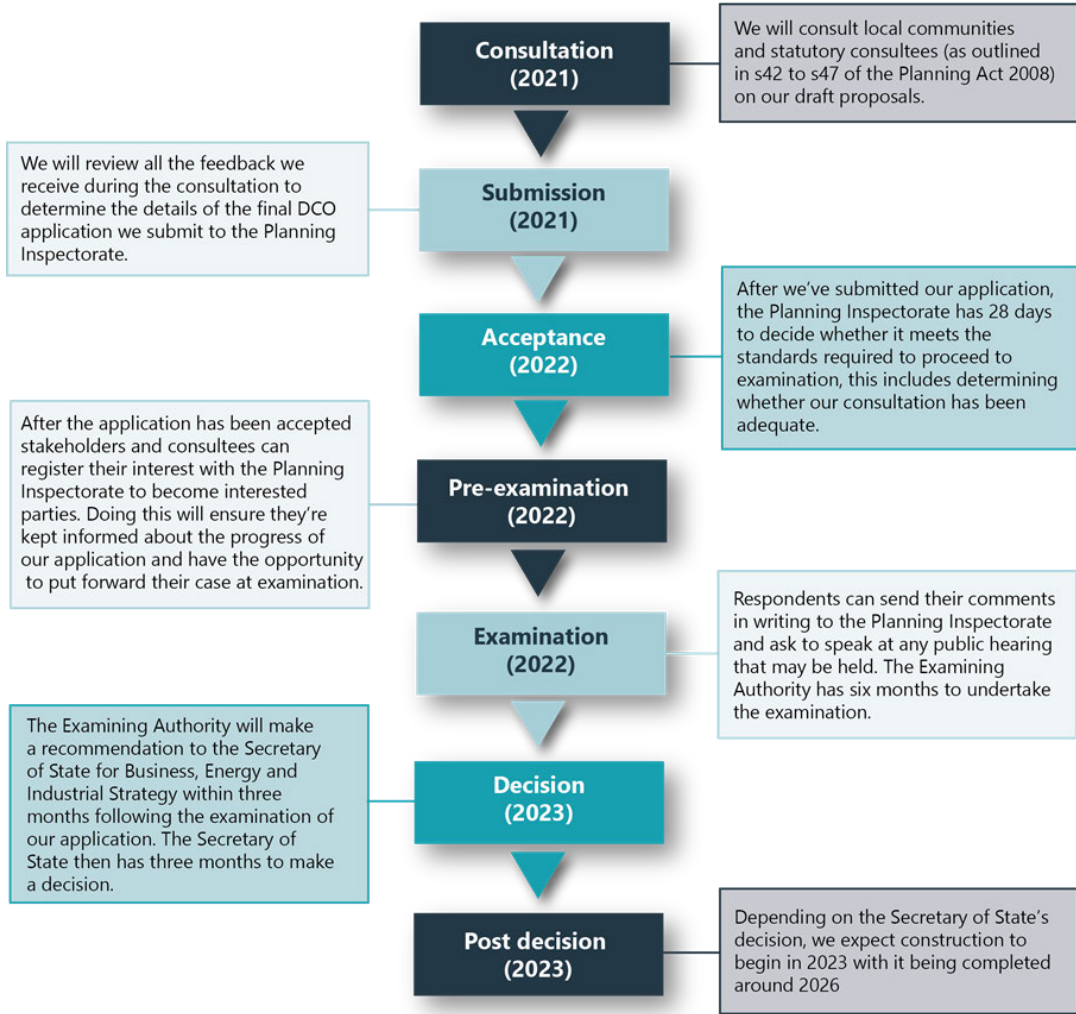 Consultation
(2021)
We will consult local communities
and statutory consultees (as outlined
in s42 to s47 of the Planning Act 2008)
on our draft proposals.
We will review all the feedback we
receive during the consultation to
determine the details of the final DCO
application we submit to the Planning
Inspectorate.
Submission
(2021)
Acceptance
(2022)
After we've submitted our application,
the Planning Inspectorate has 28 days
to decide whether it meets the
standards required to proceed to
examination, this includes determining
whether our consultation has been
adequate.
After the application has been accepted
stakeholders and consultees can
register their interest with the Planning
Inspectorate to become interested
parties. Doing this will ensure they're
kept informed about the progress of
our application and have the opportunity
to put forward their case at examination.
Pre-examination
(2022)
Examination
(2022)
Respondents can send their comments
in writing to the Planning Inspectorate
and ask to speak at any public hearing
that may be held. The Examining
Authority has six months to undertake
the examination.
The Examining Authority will make
a recommendation to the Secretary
of State for Business, Energy and
Industrial Strategy within three
months following the examination of
our application. The Secretary of
State then has three months to make
a decision.
Decision
(2023)
Post decision
(2023)
Depending on the Secretary of State's
decision, we expect construction to
begin in 2023 with it being completed
around 2026